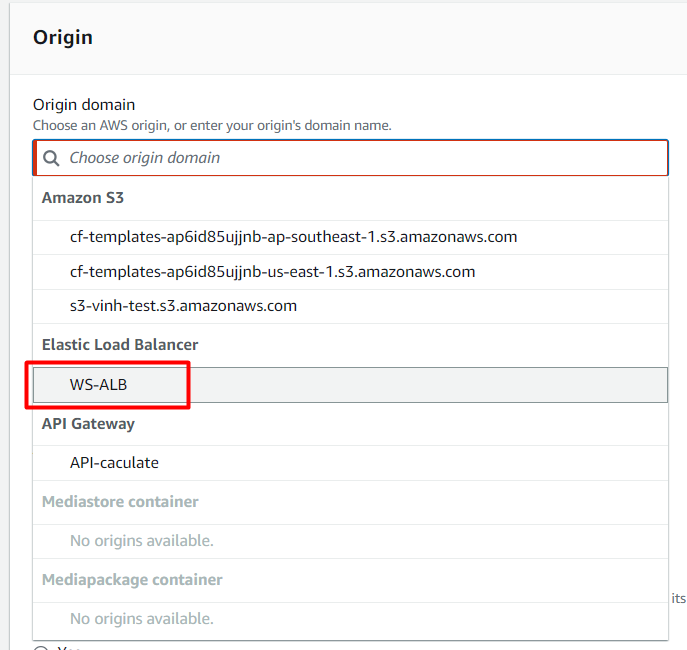 Origin
Origin domain
Choose an AWS origin, or enter your origin's domain name.
Choose origin domain
Amazon S3
cf-templates-ap6id85ujjnb-ap-southeast-1.s3.amazonaws.com
cf-templates-ap6id85ujjnb-us-east-1.s3.amazonaws.com
s3-vinh-test.s3.amazonaws.com
Elastic Load Balancer
WS-ALB
API Gateway
API-caculate
Mediastore container
No origins available.
Mediapackage container
its
No origins available.